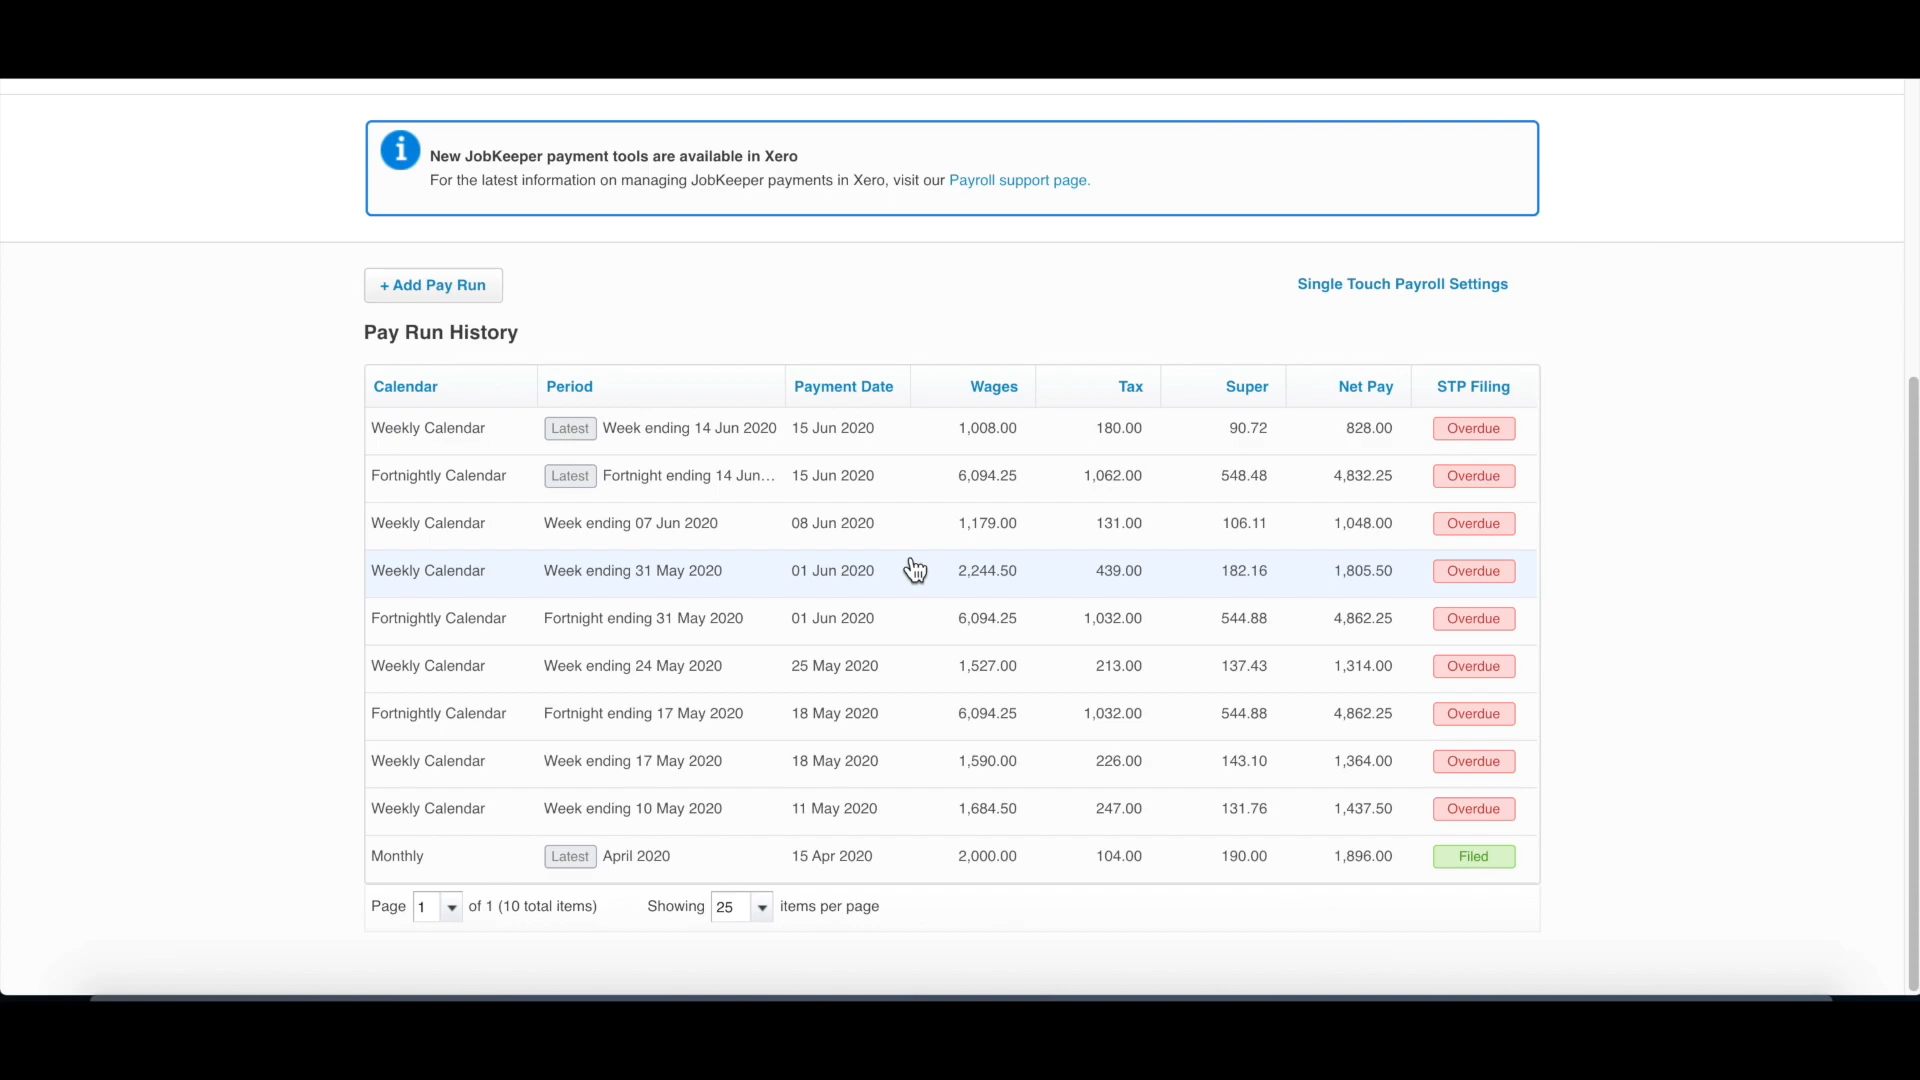 New JobKeeper payment tools are available in Xero
For the latest information on managing JobKeeper payments in Xero, visit our Payroll support page.
+ Add Pay Run
Single Touch Payroll Settings
Pay Run History
Calendar Period Payment Date Wages Tax Super Net Pay STP Filing
Weekly Calendar Latest Week ending 14 Jun 2020 15 Jun 2020 1,008.00 180.00 90.72 828.00 Overdue
Fortnightly Calendar Latest Fortnight ending 14 Jun... 15 Jun 2020 6,094.25 1,062.00 548.48 4,832.25 Overdue
Weekly Calendar Week ending 07 Jun 2020 08 Jun 2020 1,179.00 131.00 106.11 1,048.00 Overdue
Weekly Calendar Week ending 31 May 2020 01 Jun 2020 2,244.50 439.00 182.16 1,805.50 Overdue
Fortnightly Calendar Fortnight ending 31 May 2020 01 Jun 2020 6,094.25 1,032.00 544.88 4,862.25 Overdue
Weekly Calendar Week ending 24 May 2020 25 May 2020 1,527.00 213.00 137.43 1,314.00 Overdue
Fortnightly Calendar Fortnight ending 17 May 2020 18 May 2020 6,094.25 1,032.00 544.88 4,862.25 Overdue
Weekly Calendar Week ending 17 May 2020 18 May 2020 1,590.00 226.00 143.10 1,364.00 Overdue
Weekly Calendar Week ending 10 May 2020 11 May 2020 1,684.50 247.00 131.76 1,437.50 Overdue
Monthly Latest April 2020 15 Apr 2020 2,000.00 104.00 190.00 1,896.00 Filed
Page 1 of 1 (10 total items) Showing 25 items per page